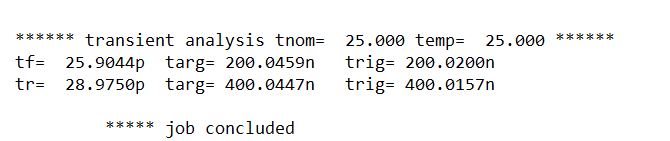 ****** transient analysis tnom=  25.000 temp=  25.000 ******
tf=  25.9044p  targ= 200.0459n   trig= 200.0200n
tr=  28.9750p  targ= 400.0447n   trig= 400.0157n
***** job concluded